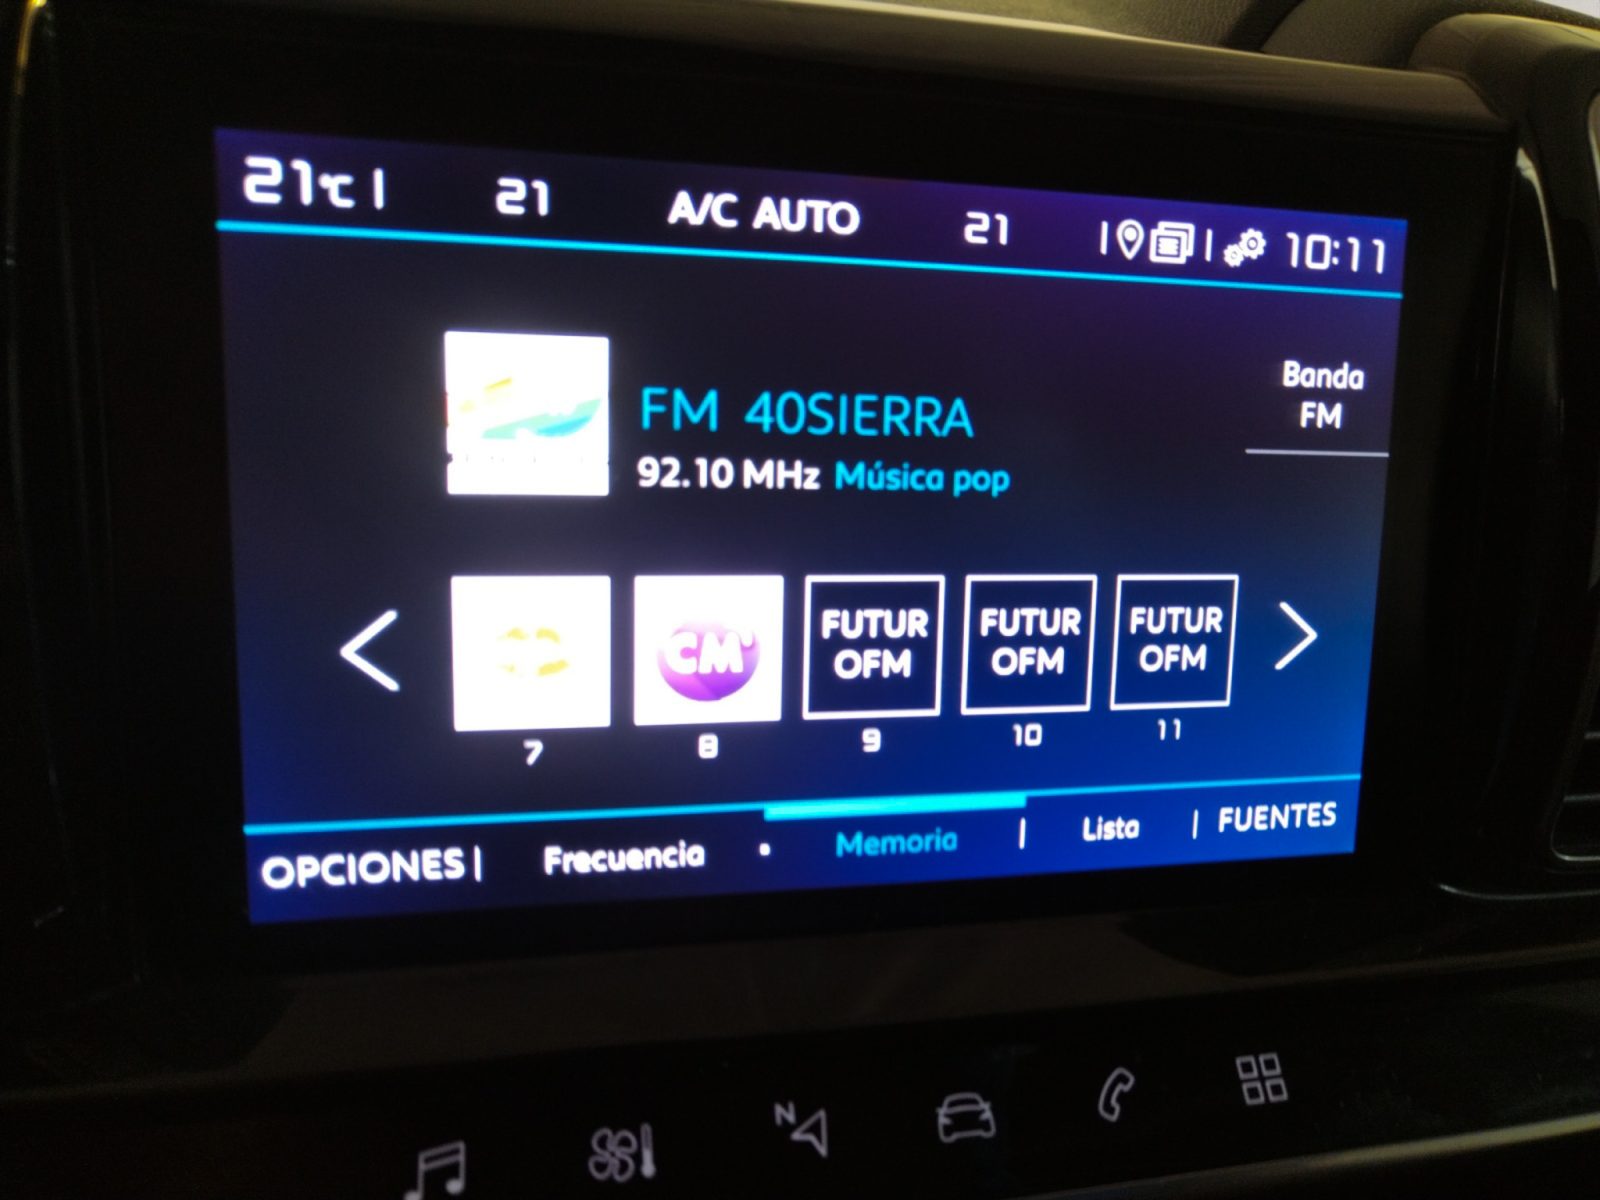 21°C | 21 A/C AUTO 21 | | 10:11
Banda
FM
FM 40SIERRA
92.10 MHz Música pop
CM
FUTUR
OFM
FUTUR
OFM
FUTUR
OFM
7 8 9 10 11
OPCIONES | Frecuencia • Memoria | Lista | FUENTES
N